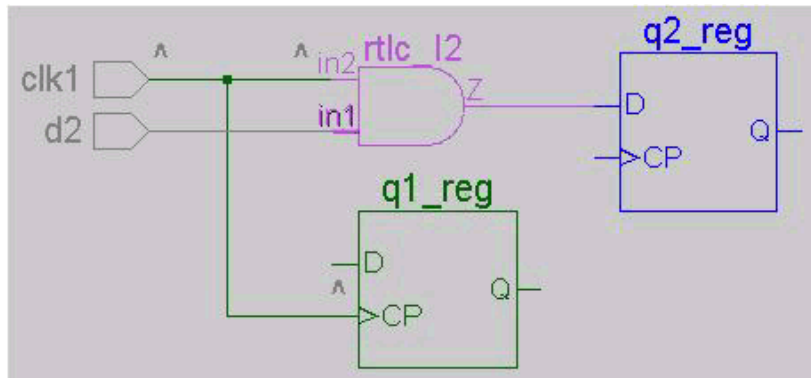 rtlc_I2
q2_reg
clk1
in2
Z
D
d2
in1
Q
CP
q1_reg
D
Q
CP